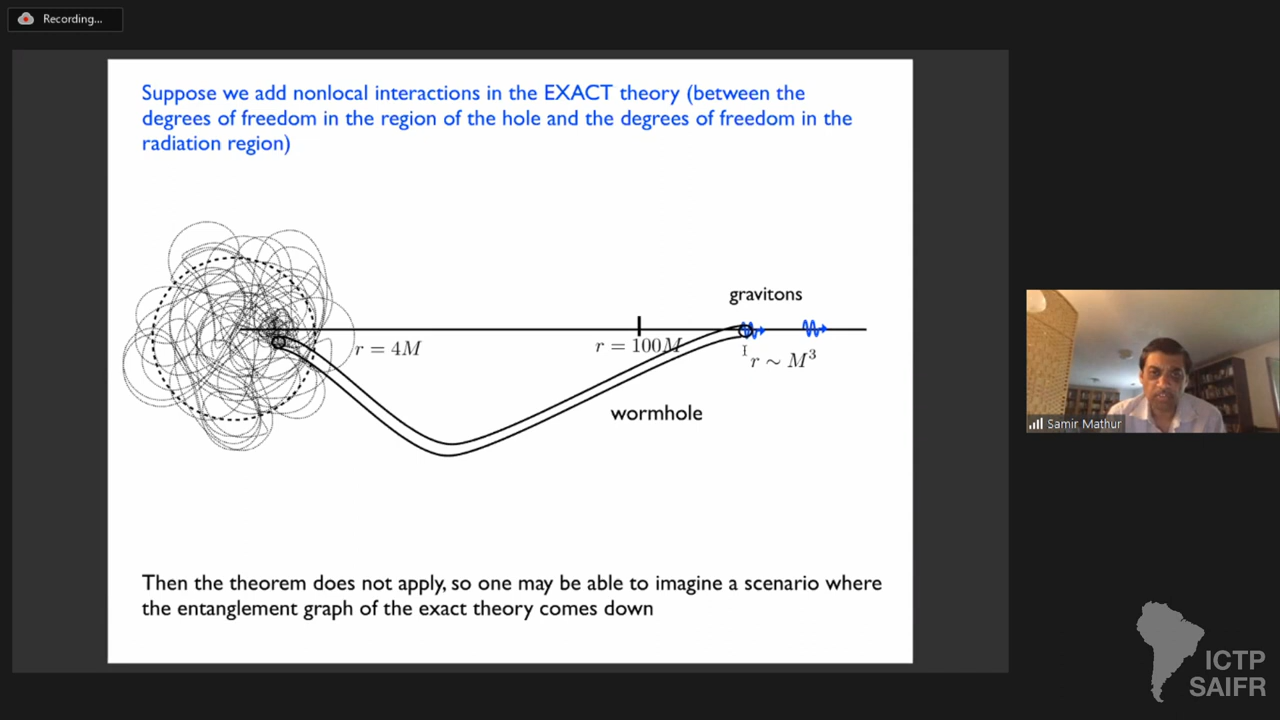 Recording...
Suppose we add nonlocal interactions in the EXACT theory (between the
degrees of freedom in the region of the hole and the degrees of freedom in the
radiation region)
gravitons
r = 4M
r = 100M
r ∼ M³
wormhole
Samir Mathur
Then the theorem does not apply, so one may be able to imagine a scenario where
the entanglement graph of the exact theory comes down
ICTP
SAIFR